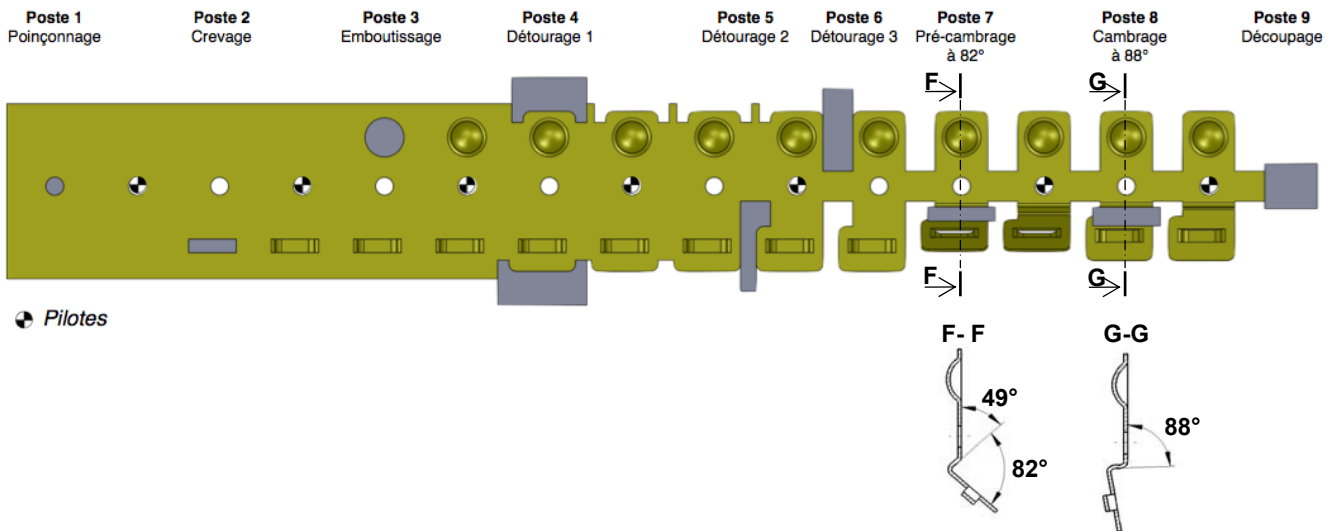 Poste 1
Poinçonnage
Poste 2
Crevage
Poste 3
Emboutissage
Poste 4
Détourage 1
Poste 5
Détourage 2
Poste 6
Détourage 3
Poste 7
Pré-cambrage
à 82°
Poste 8
Cambrage
à 88°
Poste 9
Découpage
F
G
F
G
Pilotes
F- F
G-G
49°
82°
88°